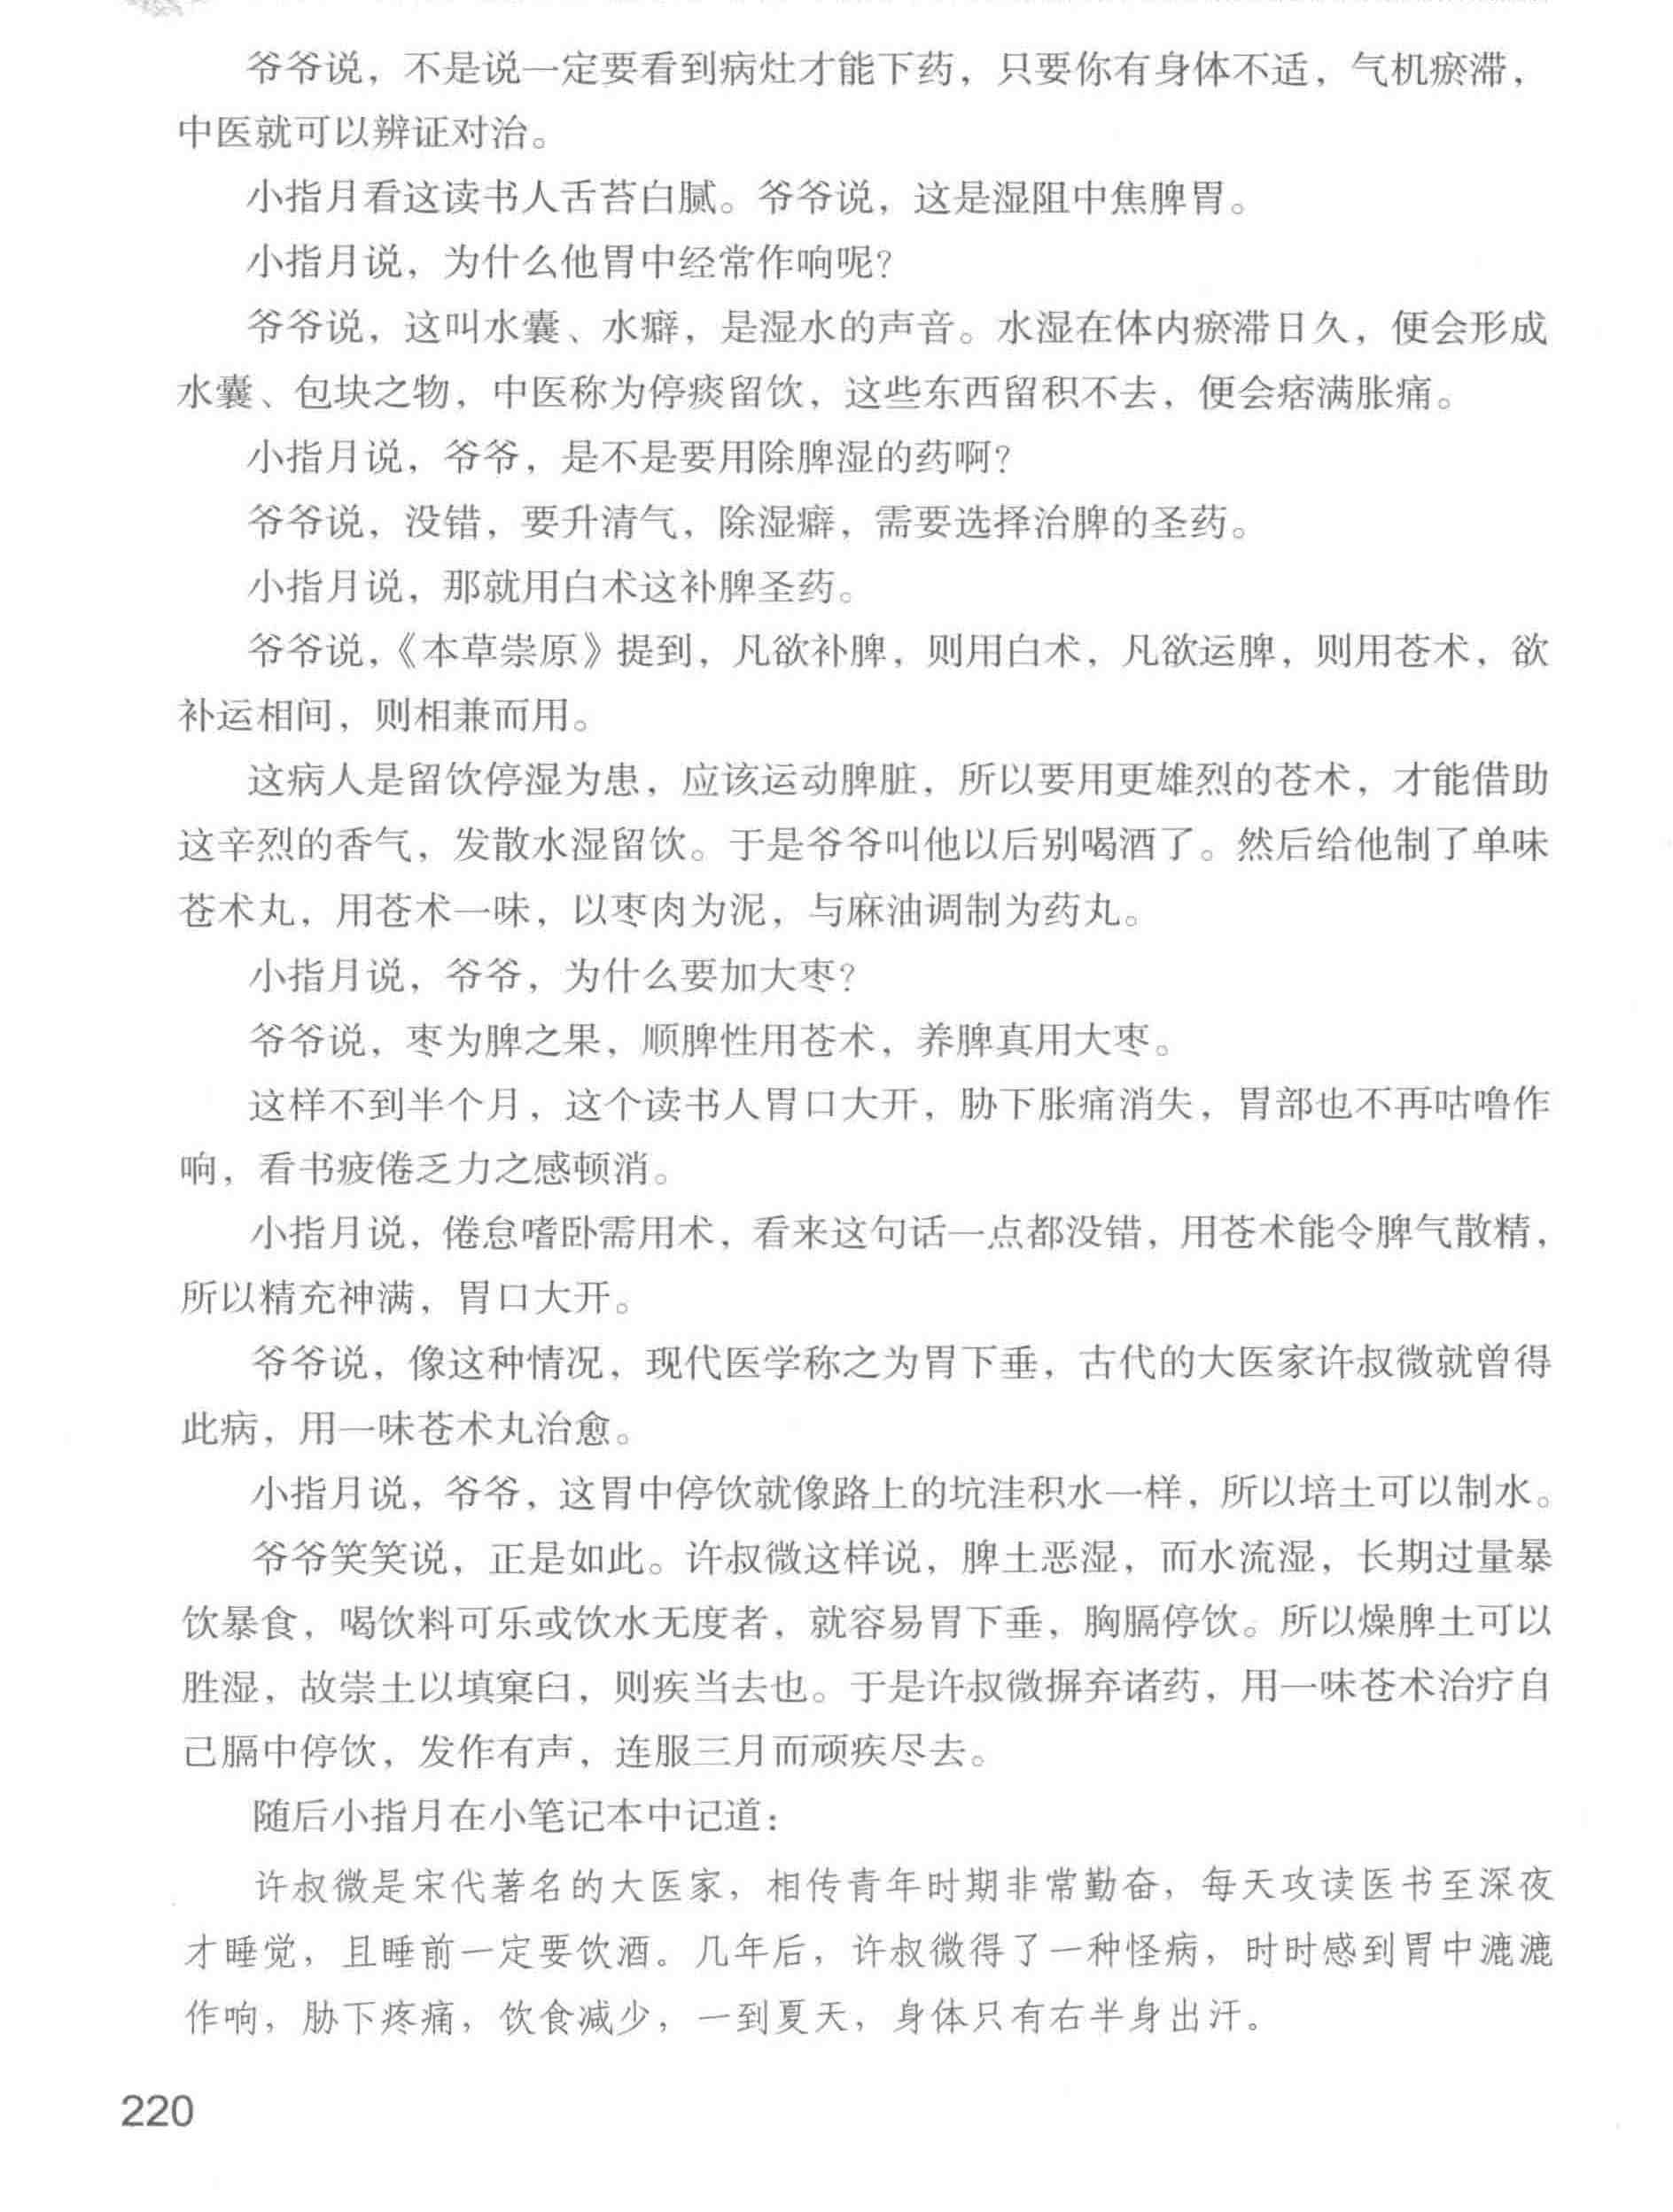 爷爷说，不是说一定要看到病灶才能下药，只要你有身体不适，气机瘀滞，
中医就可以辨证对治。
小指月看这读书人舌苔白腻。爷爷说，这是湿阻中焦脾胃。
小指月说，为什么他胃中经常作响呢？
爷爷说，这叫水囊、水癖，是湿水的声音。水湿在体内瘀滞日久，便会形成
水囊、包块之物，中医称为停痰留饮，这些东西留积不去，便会痞满胀痛。
小指月说，爷爷，是不是要用除脾湿的药啊？
爷爷说，没错，要升清气，除湿癖，需要选择治脾的圣药。
小指月说，那就用白术这补脾圣药。
爷爷说，《本草崇原》提到，凡欲补脾，则用白术，凡欲运脾，则用苍术，欲
补运相间，则相兼而用。
这病人是留饮停湿为患，应该运动脾脏，所以要用更雄烈的苍术，才能借助
这辛烈的香气，发散水湿留饮。于是爷爷叫他以后别喝酒了。然后给他制了单味
苍术丸，用苍术一味，以枣肉为泥，与麻油调制为药丸。
小指月说，爷爷，为什么要加大枣？
爷爷说，枣为脾之果，顺脾性用苍术，养脾真用大枣。
这样不到半个月，这个读书人胃口大开，胁下胀痛消失，胃部也不再咕噜作
响，看书疲倦乏力之感顿消。
小指月说，倦怠嗜卧需用术，看来这句话一点都没错，用苍术能令脾气散精，
所以精充神满，胃口大开。
爷爷说，像这种情况，现代医学称之为胃下垂，古代的大医家许叔微就曾得
此病，用一味苍术丸治愈。
小指月说，爷爷，这胃中停饮就像路上的坑洼积水一样，所以培土可以制水。
爷爷笑笑说，正是如此。许叔微这样说，脾土恶湿，而水流湿，长期过量暴
饮暴食，喝饮料可乐或饮水无度者，就容易胃下垂，胸膈停饮。所以燥脾土可以
胜湿，故崇土以填窠臼，则疾当去也。于是许叔微摒弃诸药，用一味苍术治疗自
己膈中停饮，发作有声，连服三月而顽疾尽去。
随后小指月在小笔记本中记道：
许叔微是宋代著名的大医家，相传青年时期非常勤奋，每天攻读医书至深夜
才睡觉，且睡前一定要饮酒。几年后，许叔微得了一种怪病，时时感到胃中漉漉
作响，胁下疼痛，饮食减少，一到夏天，身体只有右半身出汗。
220